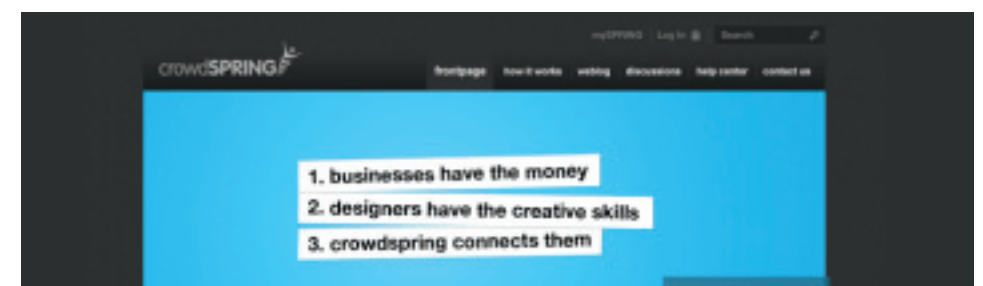 mySPRING Log In Search
crowdSPRING
frontpage how it works weblog discussions help center contact us
1. businesses have the money
2. designers have the creative skills
3. crowdspring connects them